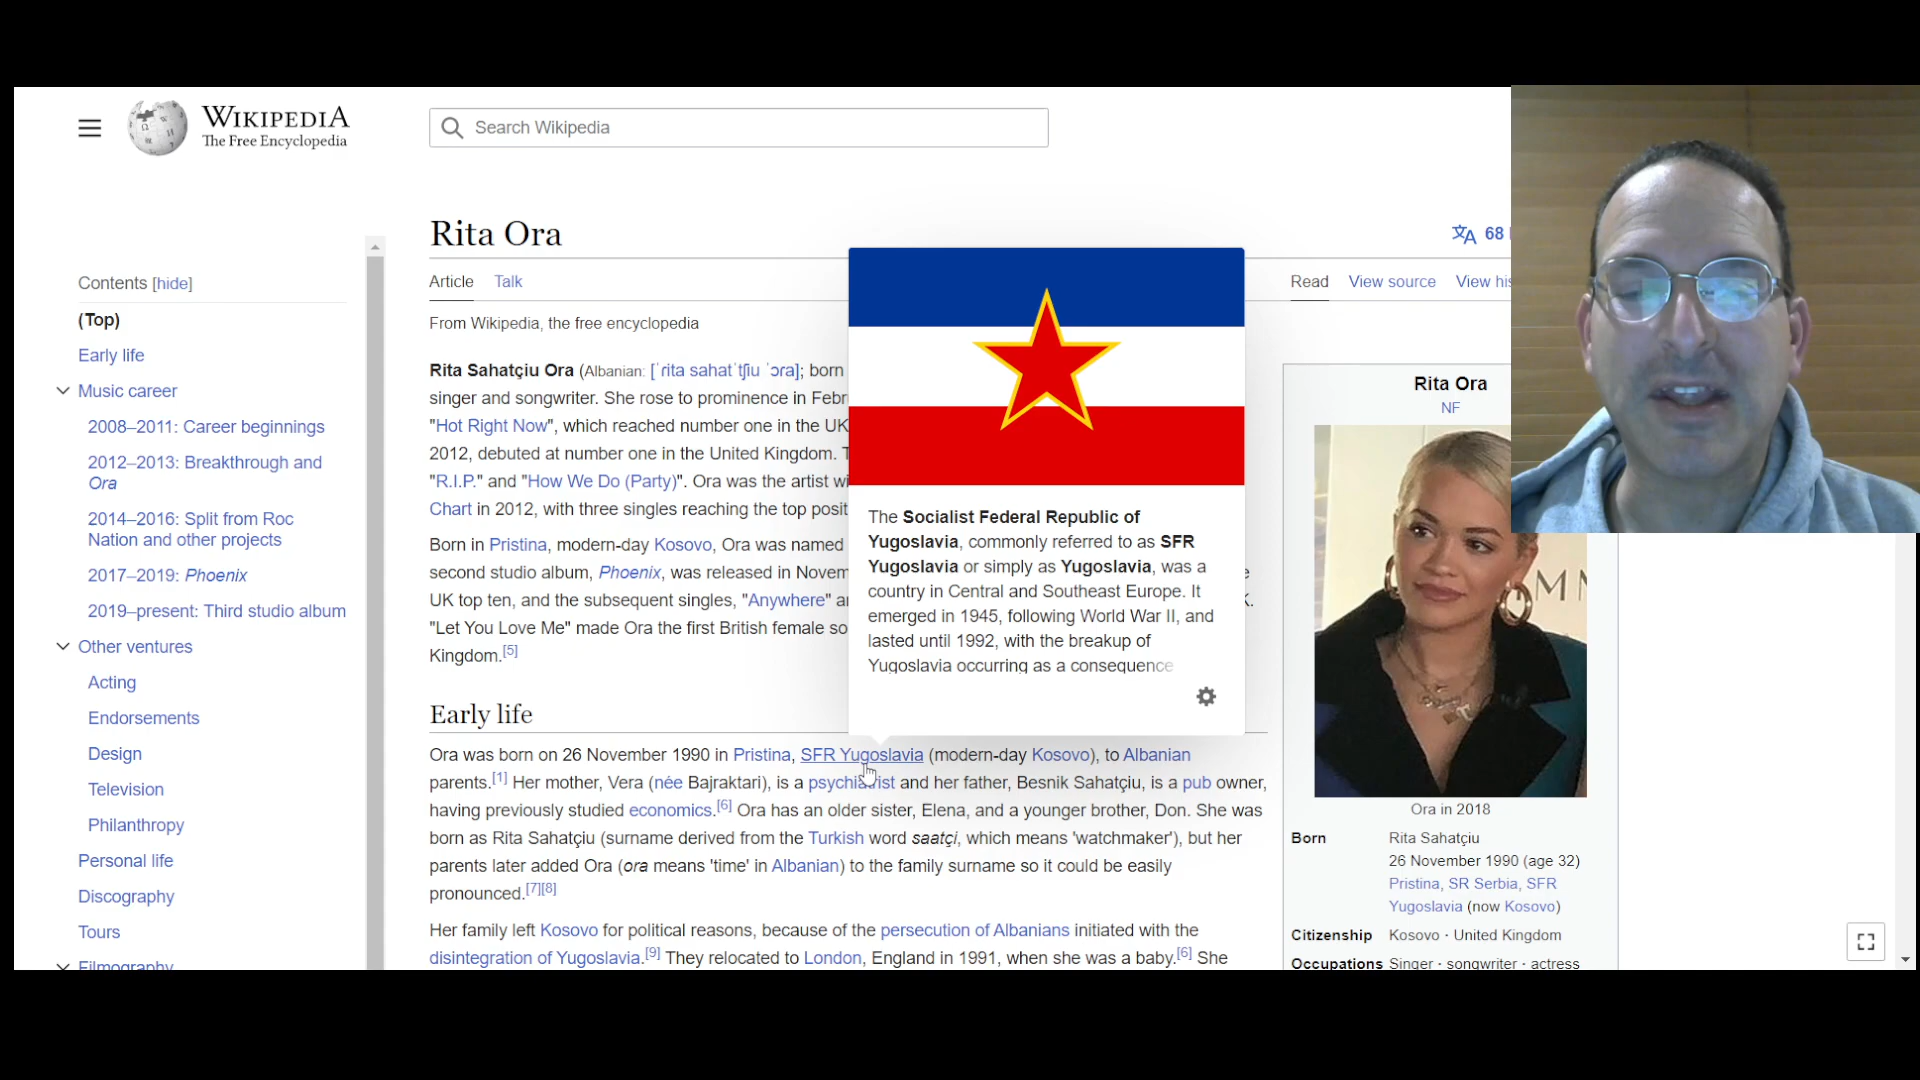 WIKIPEDIA
The Free Encyclopedia
Search Wikipedia
Contents [hide]
(Top)
Early life
Music career
2008–2011: Career beginnings
2012–2013: Breakthrough and
Ora
2014–2016: Split from Roc
Nation and other projects
2017–2019: Phoenix
2019–present: Third studio album
Other ventures
Acting
Endorsements
Design
Television
Philanthropy
Personal life
Discography
Tours
Filmography
Rita Ora
文A 68
Article Talk
Read View source View his
From Wikipedia, the free encyclopedia
Rita Sahatçiu Ora (Albanian: [ˈɾita sahatˈtʃiu ˈɔɾa]; born
singer and songwriter. She rose to prominence in Febr
"Hot Right Now", which reached number one in the UK
2012, debuted at number one in the United Kingdom. T
"R.I.P." and "How We Do (Party)". Ora was the artist wi
Chart in 2012, with three singles reaching the top posit
Born in Pristina, modern-day Kosovo, Ora was named
second studio album, Phoenix, was released in Novem
UK top ten, and the subsequent singles, "Anywhere" a
"Let You Love Me" made Ora the first British female so
Kingdom.[5]
The Socialist Federal Republic of
Yugoslavia, commonly referred to as SFR
Yugoslavia or simply as Yugoslavia, was a
country in Central and Southeast Europe. It
emerged in 1945, following World War II, and
lasted until 1992, with the breakup of
Yugoslavia occurring as a consequence
Early life
Ora was born on 26 November 1990 in Pristina, SFR Yugoslavia (modern-day Kosovo), to Albanian
parents.[1] Her mother, Vera (née Bajraktari), is a psychiatrist and her father, Besnik Sahatçiu, is a pub owner,
having previously studied economics.[6] Ora has an older sister, Elena, and a younger brother, Don. She was
born as Rita Sahatçiu (surname derived from the Turkish word saatçi, which means 'watchmaker'), but her
parents later added Ora (ora means 'time' in Albanian) to the family surname so it could be easily
pronounced.[7][8]
Her family left Kosovo for political reasons, because of the persecution of Albanians initiated with the
disintegration of Yugoslavia.[9] They relocated to London, England in 1991, when she was a baby.[6] She
Rita Ora
NF
Ora in 2018
Born Rita Sahatçiu
26 November 1990 (age 32)
Pristina, SR Serbia, SFR
Yugoslavia (now Kosovo)
Citizenship Kosovo · United Kingdom
Occupations Singer · songwriter · actress